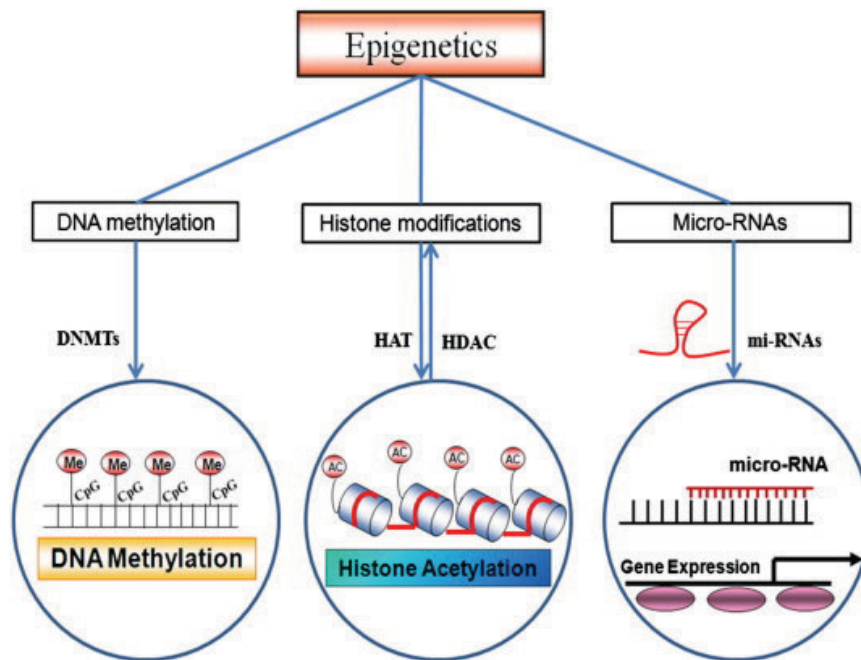 Epigenetics
DNA methylation
Histone modifications
Micro-RNAs
DNMTs
HAT
HDAC
mi-RNAs
Me
Me
Me
Me
CpG
CpG
CpG
CpG
DNA Methylation
AC
AC
AC
AC
Histone Acetylation
micro-RNA
Gene Expression